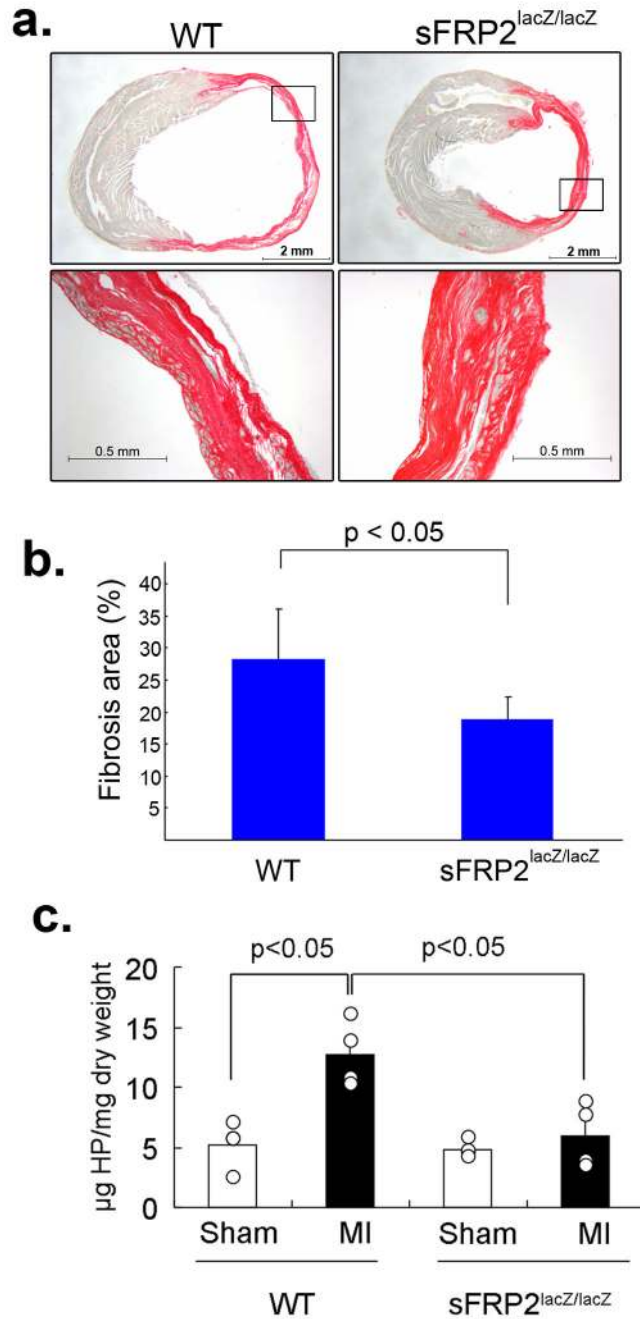 a.
WT
sFRP2lacZ/lacZ
2 mm
2 mm
0.5 mm
0.5 mm
b.
p < 0.05
Fibrosis area (%)
40
35
30
25
20
15
10
5
WT
sFRP2lacZ/lacZ
c.
p<0.05
p<0.05
µg HP/mg dry weight
20
15
10
5
0
Sham
MI
Sham
MI
WT
sFRP2lacZ/lacZ